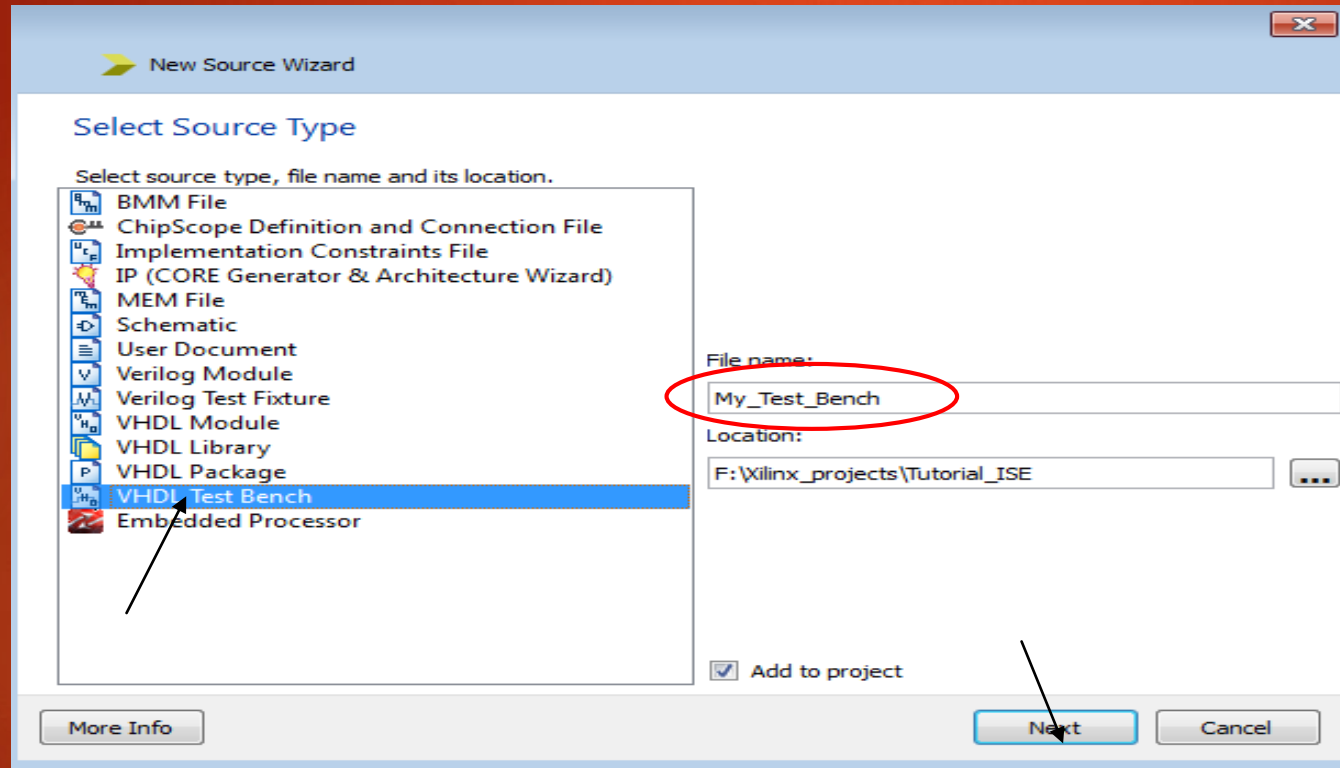 New Source Wizard
Select Source Type
Select source type, file name and its location.
BMM File
ChipScope Definition and Connection File
Implementation Constraints File
IP (CORE Generator & Architecture Wizard)
MEM File
Schematic
User Document
Verilog Module
Verilog Test Fixture
VHDL Module
VHDL Library
VHDL Package
VHDL Test Bench
Embedded Processor
File name:
My_Test_Bench
Location:
F:\Xilinx_projects\Tutorial_ISE
...
Add to project
More Info
Next
Cancel